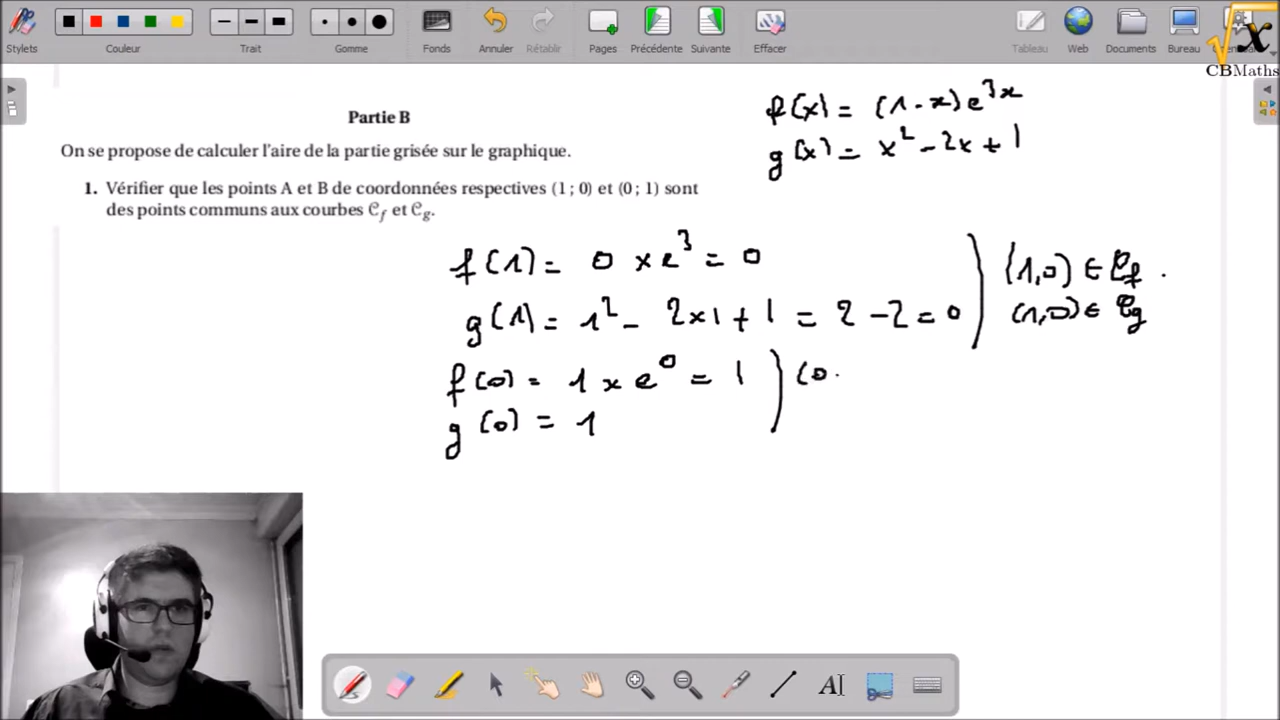 Stylets
Couleur
Trait
Gomme
Fonds
Annuler
Rétablir
Pages
Précédente
Suivante
Effacer
Tableau
Web
Documents
Bureau
CBMaths
Partie B
On se propose de calculer l'aire de la partie grisée sur le graphique.
1. Vérifier que les points A et B de coordonnées respectives (1 ; 0) et (0 ; 1) sont
des points communs aux courbes 𝒞f et 𝒞g.
f(x) = (1-x)e^3x
g(x) = x² - 2x + 1
f(1) = 0 × e³ = 0
g(1) = 1² - 2×1 + 1 = 2 - 2 = 0
(1,0) ∈ 𝒞f .
(1,0) ∈ 𝒞g
f(0) = 1 × e⁰ = 1
g(0) = 1
(0.
AI